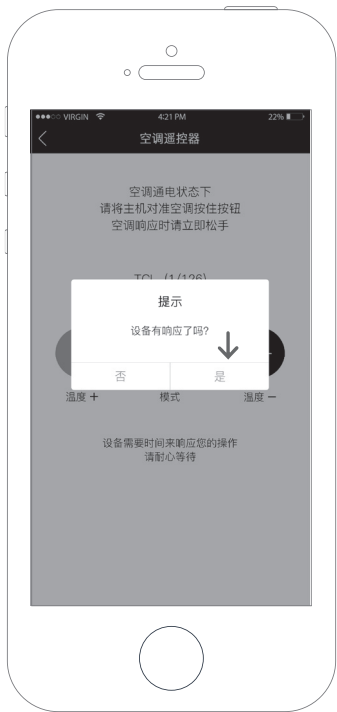 ●●●○○ VIRGIN 4:21 PM 22%
空调遥控器
空调通电状态下
请将主机对准空调按住按钮
空调响应时请立即松手
TCL (1/126)
提示
设备有响应了吗?
否 是
温度 + 模式 温度 −
设备需要时间来响应您的操作
请耐心等待